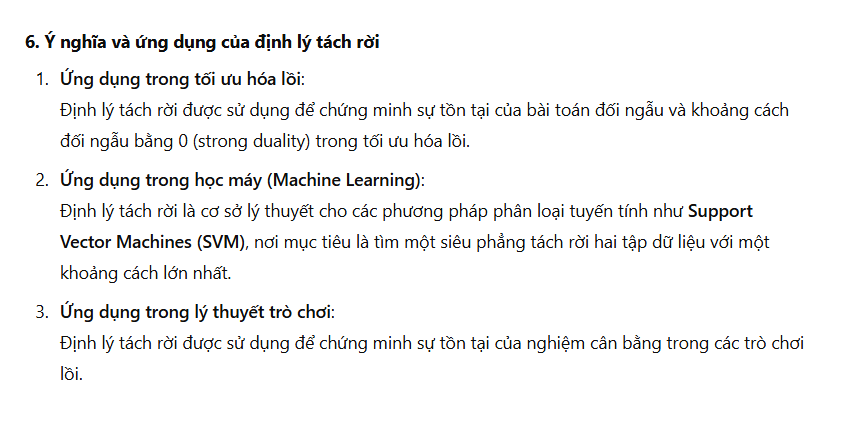 6. Ý nghĩa và ứng dụng của định lý tách rời
1. Ứng dụng trong tối ưu hóa lồi:
Định lý tách rời được sử dụng để chứng minh sự tồn tại của bài toán đối ngẫu và khoảng cách
đối ngẫu bằng 0 (strong duality) trong tối ưu hóa lồi.
2. Ứng dụng trong học máy (Machine Learning):
Định lý tách rời là cơ sở lý thuyết cho các phương pháp phân loại tuyến tính như Support
Vector Machines (SVM), nơi mục tiêu là tìm một siêu phẳng tách rời hai tập dữ liệu với một
khoảng cách lớn nhất.
3. Ứng dụng trong lý thuyết trò chơi:
Định lý tách rời được sử dụng để chứng minh sự tồn tại của nghiệm cân bằng trong các trò chơi
lồi.